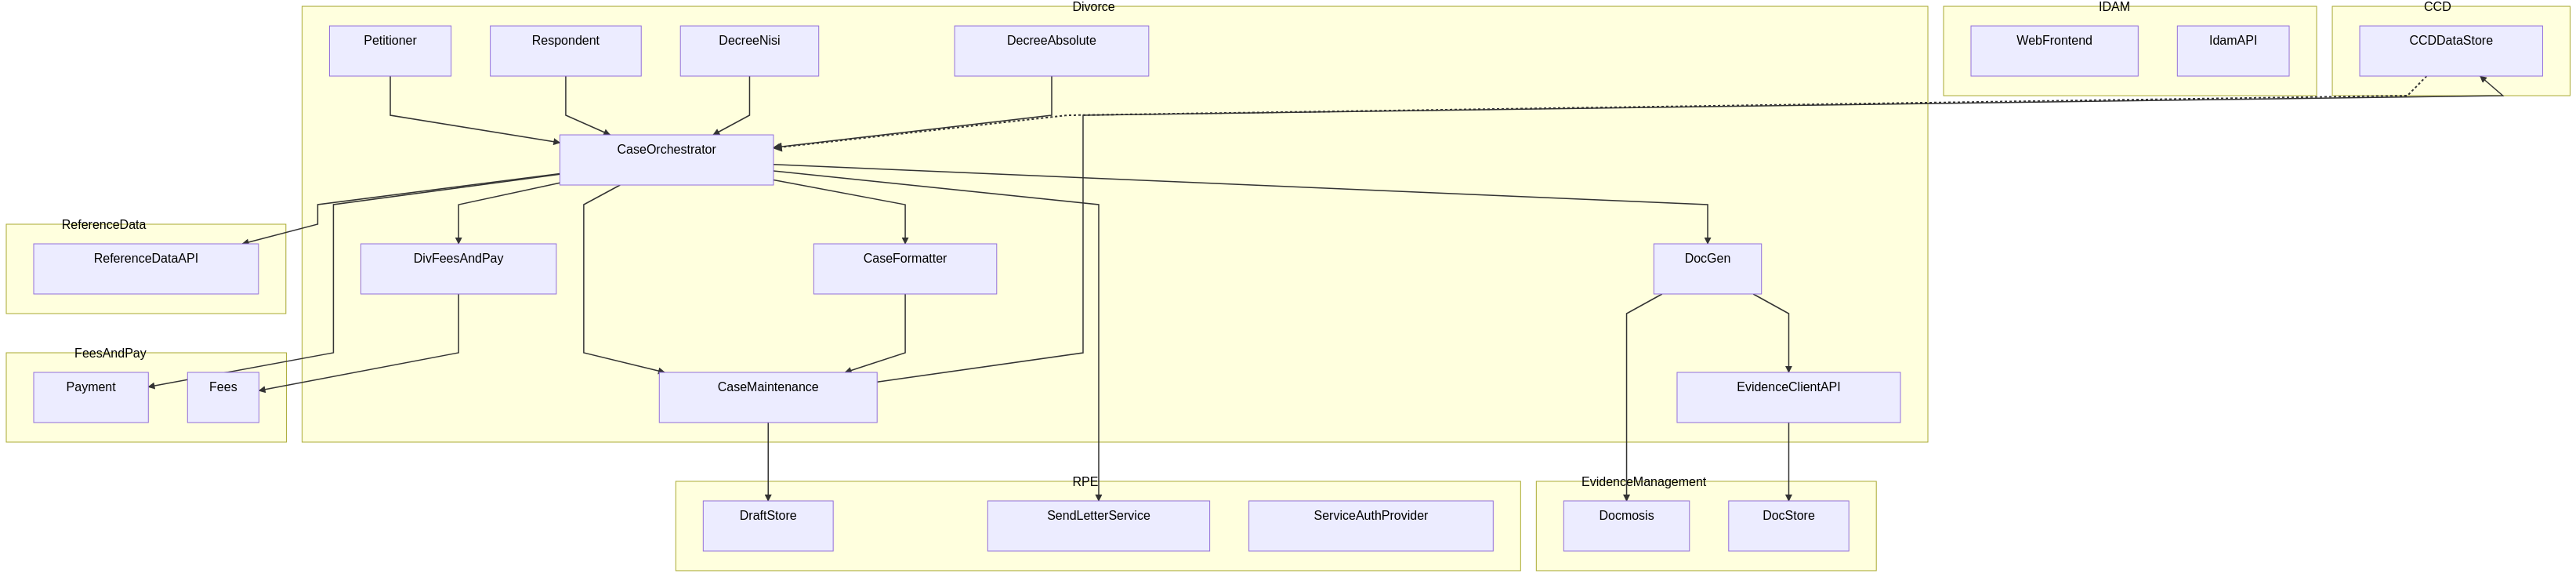 Divorce
IDAM
CCD
Petitioner
Respondent
DecreeNisi
DecreeAbsolute
WebFrontend
IdamAPI
CCDDataStore
CaseOrchestrator
ReferenceData
ReferenceDataAPI
DivFeesAndPay
CaseFormatter
DocGen
FeesAndPay
Payment
Fees
CaseMaintenance
EvidenceClientAPI
RPE
EvidenceManagement
DraftStore
SendLetterService
ServiceAuthProvider
Docmosis
DocStore